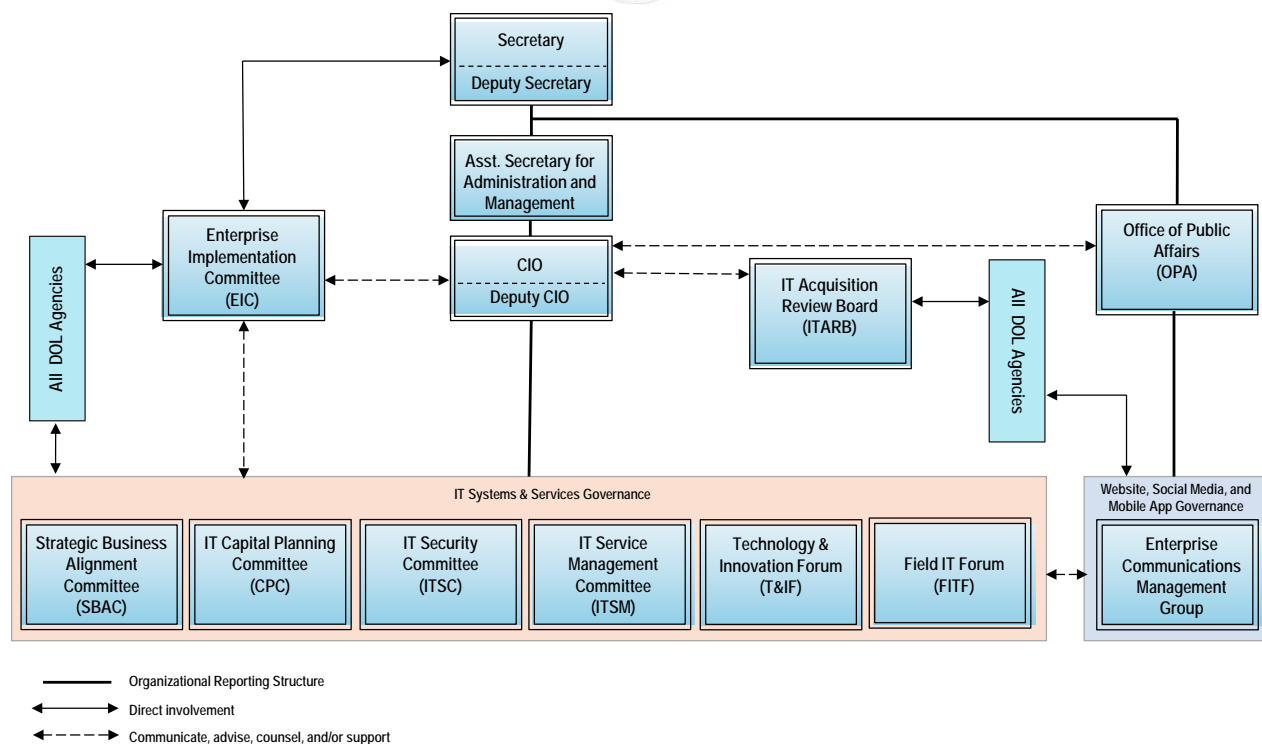 Secretary
Deputy Secretary
Asst. Secretary for
Administration and
Management
Enterprise
Implementation
Committee
(EIC)
CIO
Deputy CIO
IT Acquisition
Review Board
(ITARB)
Office of Public
Affairs
(OPA)
All DOL Agencies
All DOL Agencies
IT Systems & Services Governance
Strategic Business
Alignment
Committee
(SBAC)
IT Capital Planning
Committee
(CPC)
IT Security
Committee
(ITSC)
IT Service
Management
Committee
(ITSM)
Technology &
Innovation Forum
(T&IF)
Field IT Forum
(FITF)
Website, Social Media, and
Mobile App Governance
Enterprise
Communications
Management
Group
Organizational Reporting Structure
Direct involvement
Communicate, advise, counsel, and/or support